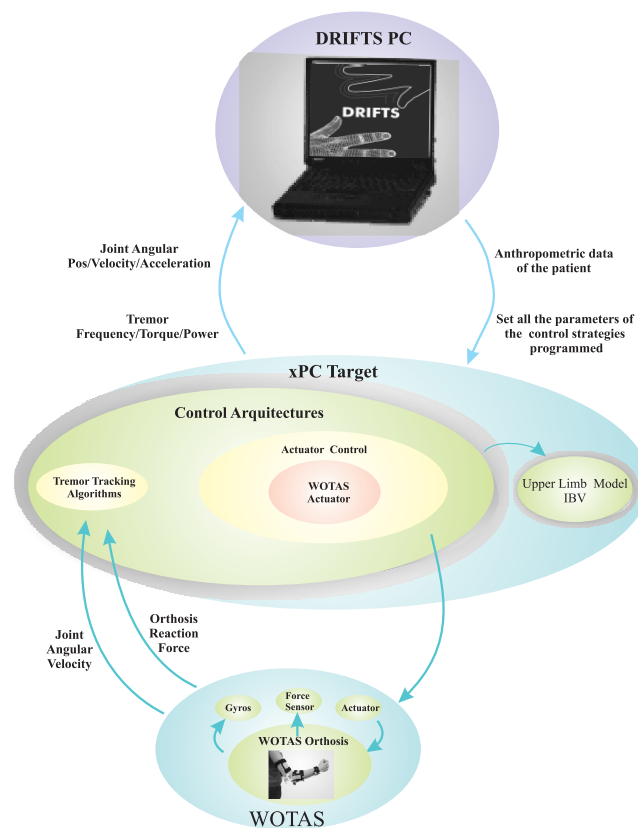 DRIFTS PC
DRIFTS
Joint Angular
Pos/Velocity/Acceleration
Tremor
Frequency/Torque/Power
Anthropometric data
of the patient
Set all the parameters of
the control strategies
programmed
xPC Target
Control Arquitectures
Actuator Control
WOTAS
Actuator
Tremor Tracking
Algorithms
Upper Limb Model
IBV
Joint
Angular
Velocity
Orthosis
Reaction
Force
Gyros
Force
Sensor
Actuator
WOTAS Orthosis
WOTAS